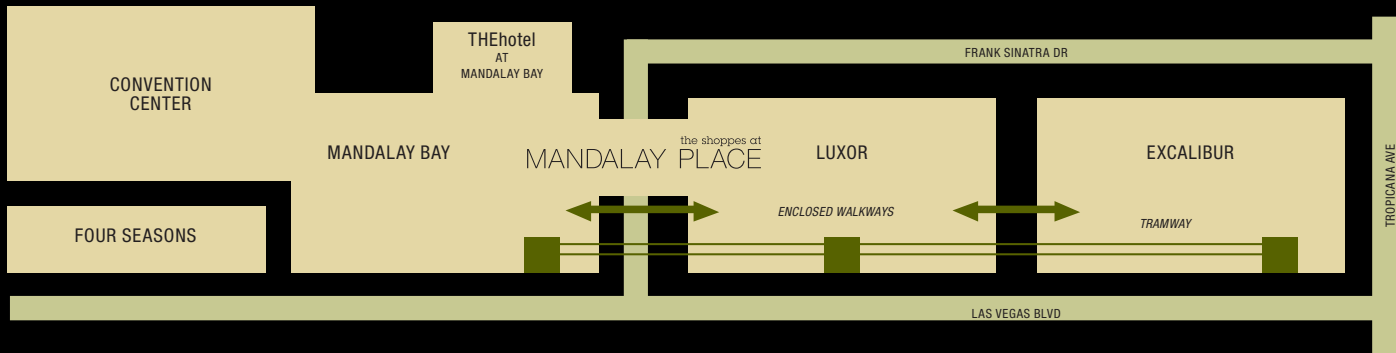 CONVENTION
CENTER
THEhotel
AT
MANDALAY BAY
FRANK SINATRA DR
MANDALAY BAY
the shoppes at
MANDALAY PLACE
LUXOR
EXCALIBUR
TROPICANA AVE
FOUR SEASONS
ENCLOSED WALKWAYS
TRAMWAY
LAS VEGAS BLVD